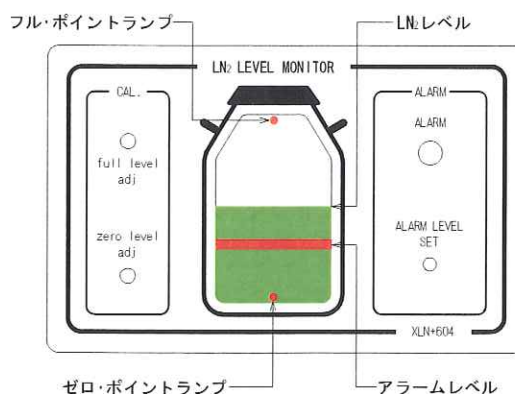 フル・ポイントランプ
LN₂レベル
LN₂ LEVEL MONITOR
CAL.
full level
adj
zero level
adj
ALARM
ALARM
ALARM LEVEL
SET
XLN+604
ゼロ・ポイントランプ
アラームレベル